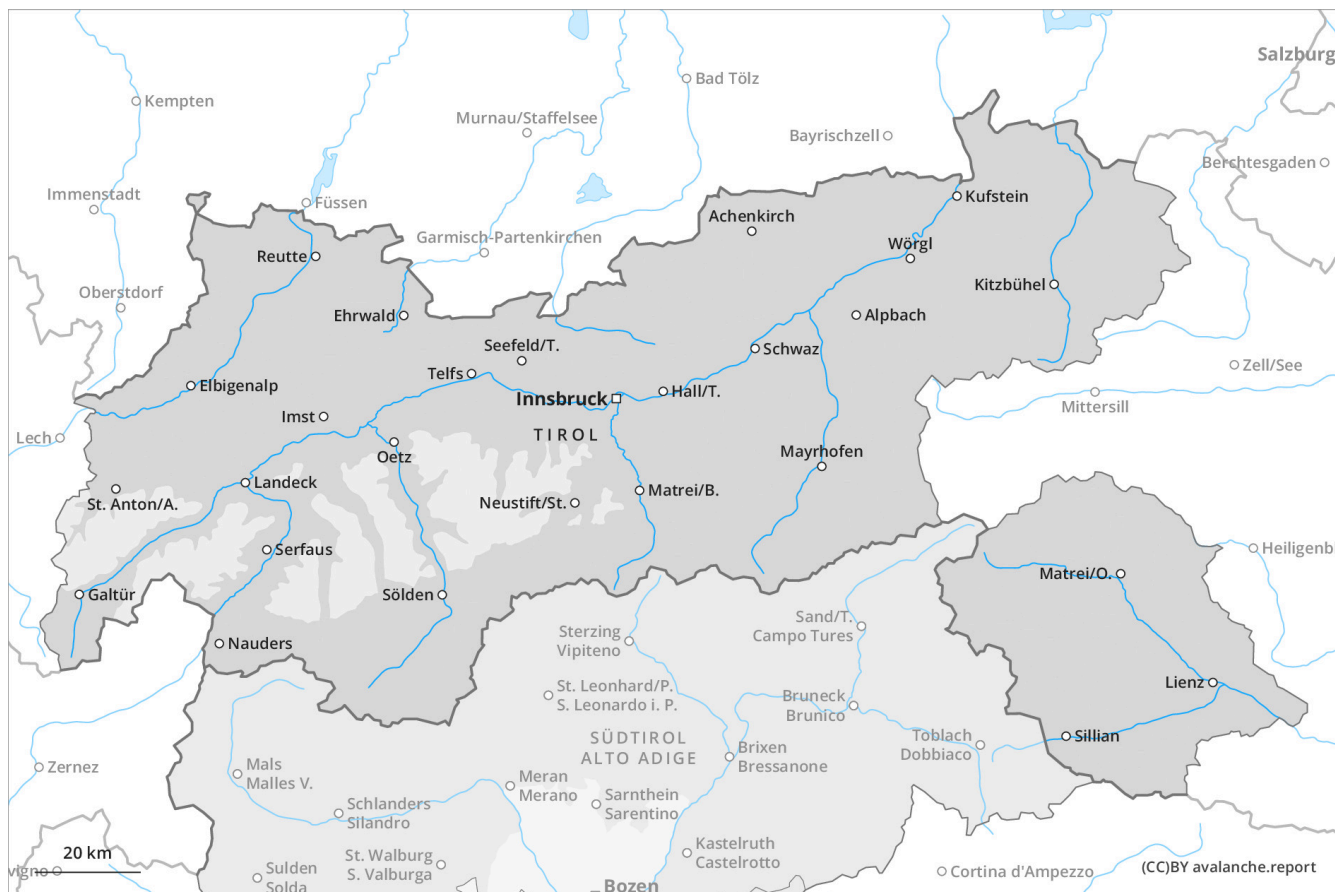 Salzburg
Bad Tölz
Kempten
Murnau/Staffelsee
Bayrischzell
Berchtesgaden
Immenstadt
Füssen
Kufstein
Achenkirch
Garmisch-Partenkirchen
Wörgl
Reutte
Kitzbühel
Oberstdorf
Ehrwald
Alpbach
Seefeld/T.
Schwaz
Zell/See
Telfs
Elbigenalp
Innsbruck
Hall/T.
Mittersill
Imst
Lech
TIROL
Oetz
Mayrhofen
Landeck
St. Anton/A.
Neustift/St.
Matrei/B.
Serfaus
Heiligenb
Matrei/O.
Galtür
Sölden
Sand/T.
Campo Tures
Sterzing
Vipiteno
Nauders
Lienz
St. Leonhard/P.
S. Leonardo i. P.
Bruneck
Brunico
SÜDTIROL
ALTO ADIGE
Toblach
Dobbiaco
Sillian
Brixen
Bressanone
Zernez
Mals
Malles V.
Meran
Merano
Sarnthein
Sarentino
Schlanders
Silandro
Kastelruth
Castelrotto
20 km
St. Walburg
S. Valburga
vigno
Sulden
Solda
Cortina d'Ampezzo
(CC)BY avalanche.report
Bozen